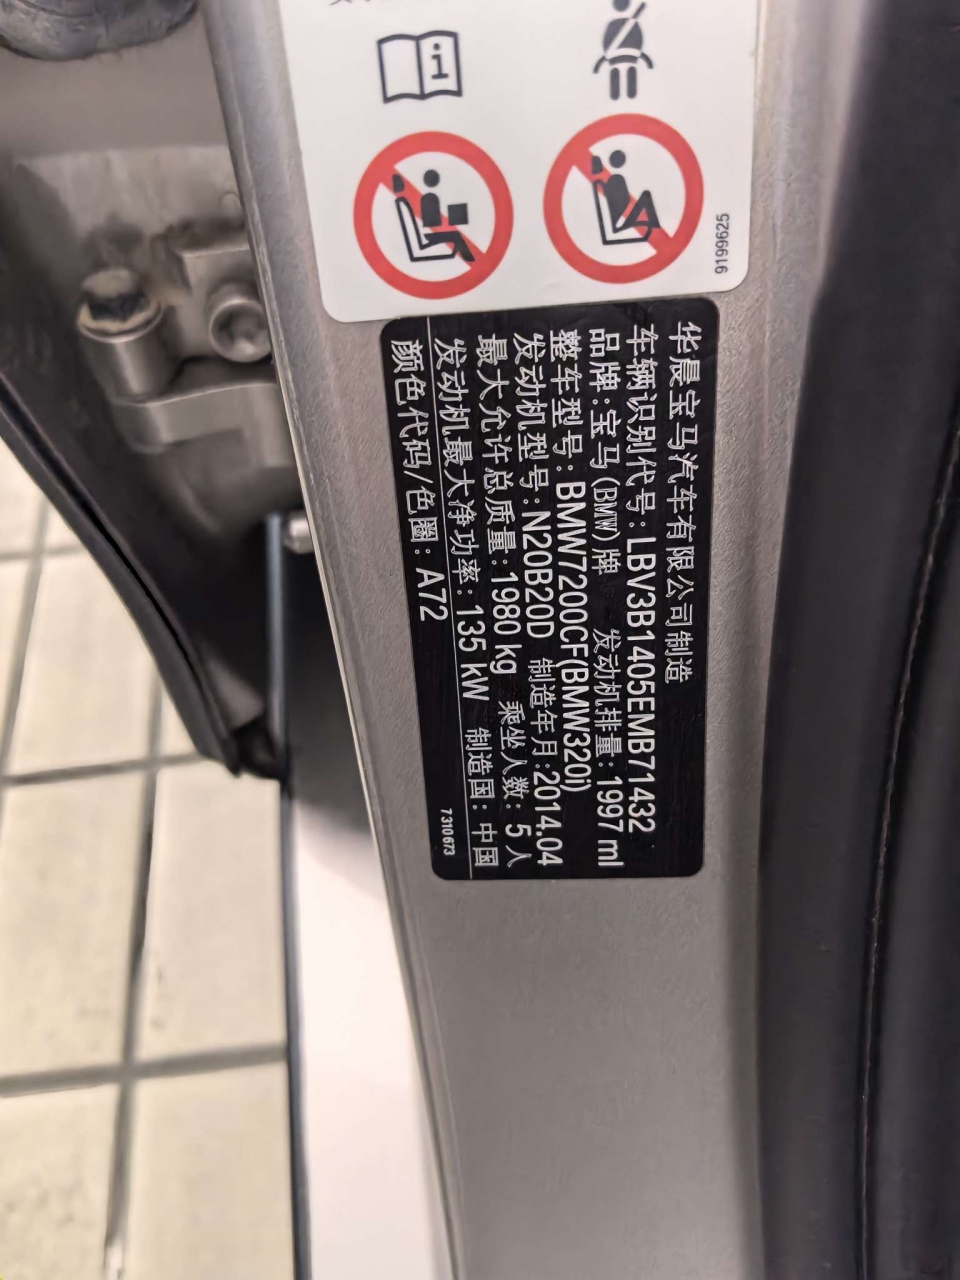 9199625
华晨宝马汽车有限公司制造
车辆识别代号：LBV3B1405EMB71432
品牌：宝马(BMW)牌 发动机排量：1997 ml
整车型号：BMW7200CF(BMW320i)
发动机型号：N20B20D 制造年月：2014.04
最大允许总质量：1980 kg 乘坐人数：5人
发动机最大净功率：135 kW 制造国：中国
颜色代码/色圈：A72
7310673